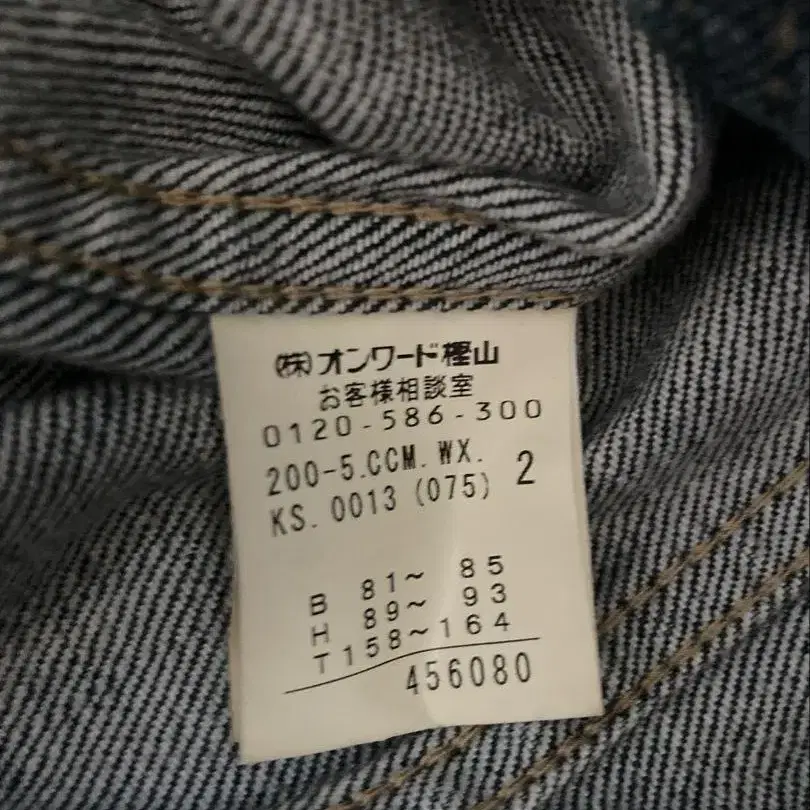 (株)オンワード樫山
お客様相談室
0120-586-300
200-5.CCM.WX. 2
KS.0013(075)
B 81~ 85
H 89~ 93
T158~164
456080